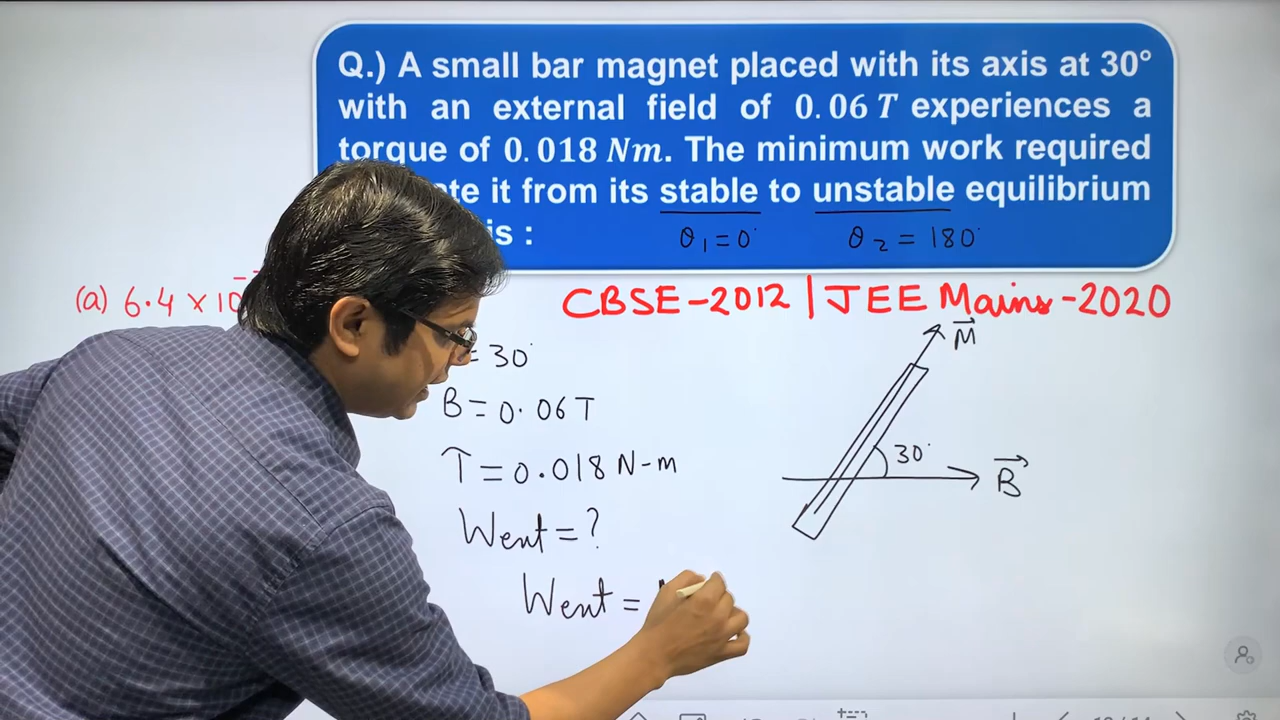 Q.) A small bar magnet placed with its axis at 30°
with an external field of 0.06 T experiences a
torque of 0.018 Nm. The minimum work required
it from its stable to unstable equilibrium
is :
θ₁ = 0° θ₂ = 180°
(a) 6.4 × 10
CBSE-2012 | JEE Mains-2020
= 30°
B = 0.06 T
τ = 0.018 N-m
Went = ?
Went =
M
30°
B